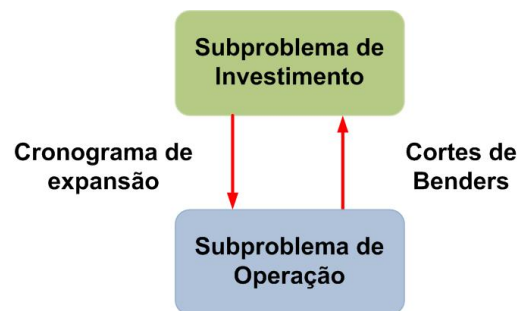 Subproblema de
Investimento
Cronograma de
expansão
Cortes de
Benders
Subproblema de
Operação